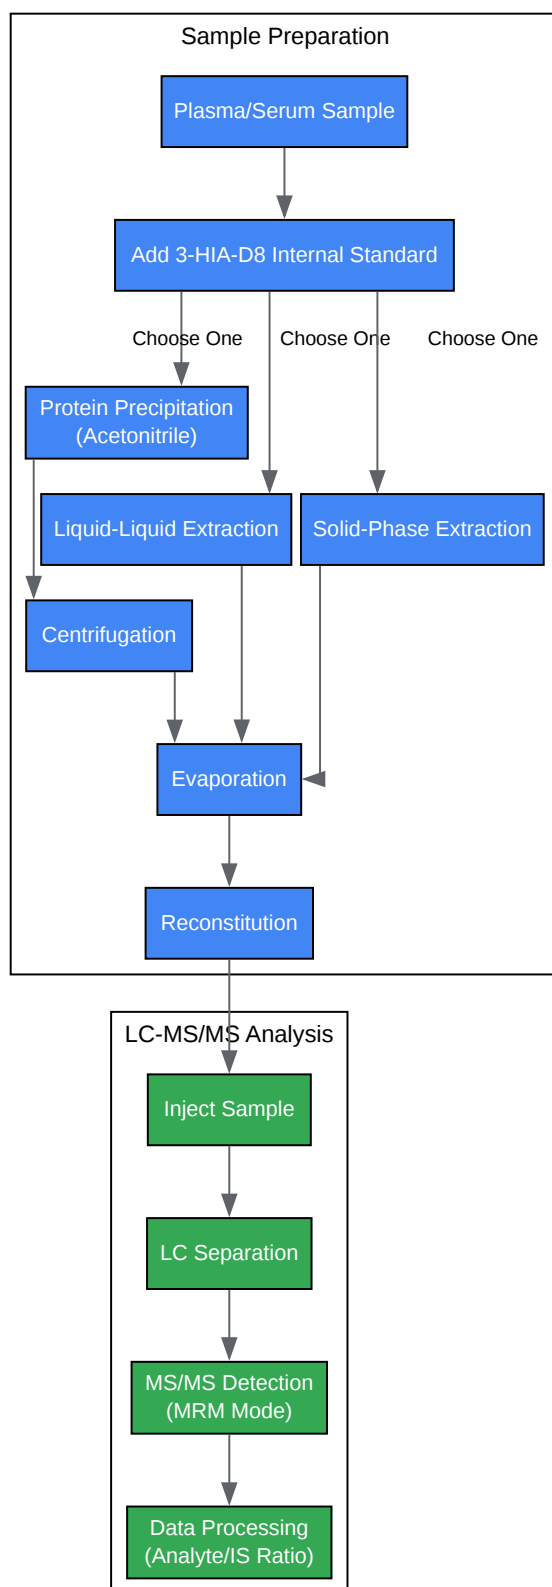 Sample Preparation
Plasma/Serum Sample
Add 3-HIA-D8 Internal Standard
Choose One
Choose One
Choose One
Protein Precipitation
(Acetonitrile)
Liquid-Liquid Extraction
Solid-Phase Extraction
Centrifugation
Evaporation
Reconstitution
LC-MS/MS Analysis
Inject Sample
LC Separation
MS/MS Detection
(MRM Mode)
Data Processing
(Analyte/IS Ratio)